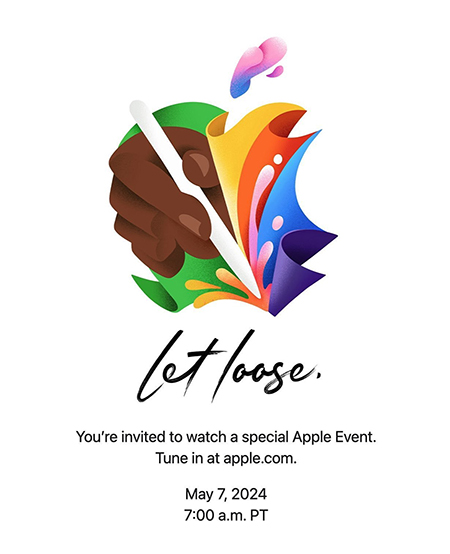 let loose.
You’re invited to watch a special Apple Event.
Tune in at apple.com.
May 7, 2024
7:00 a.m. PT